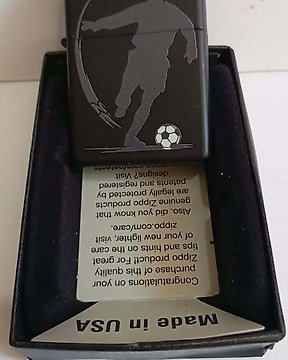 Made in USA
Congratulations on your
purchase of this quality
Zippo product! For great
tips and hints on the care
of your new lighter, visit
Zippo.com/care.
Also, did you know that
genuine Zippo products
are legally protected by
patents and registered
designs? Visit